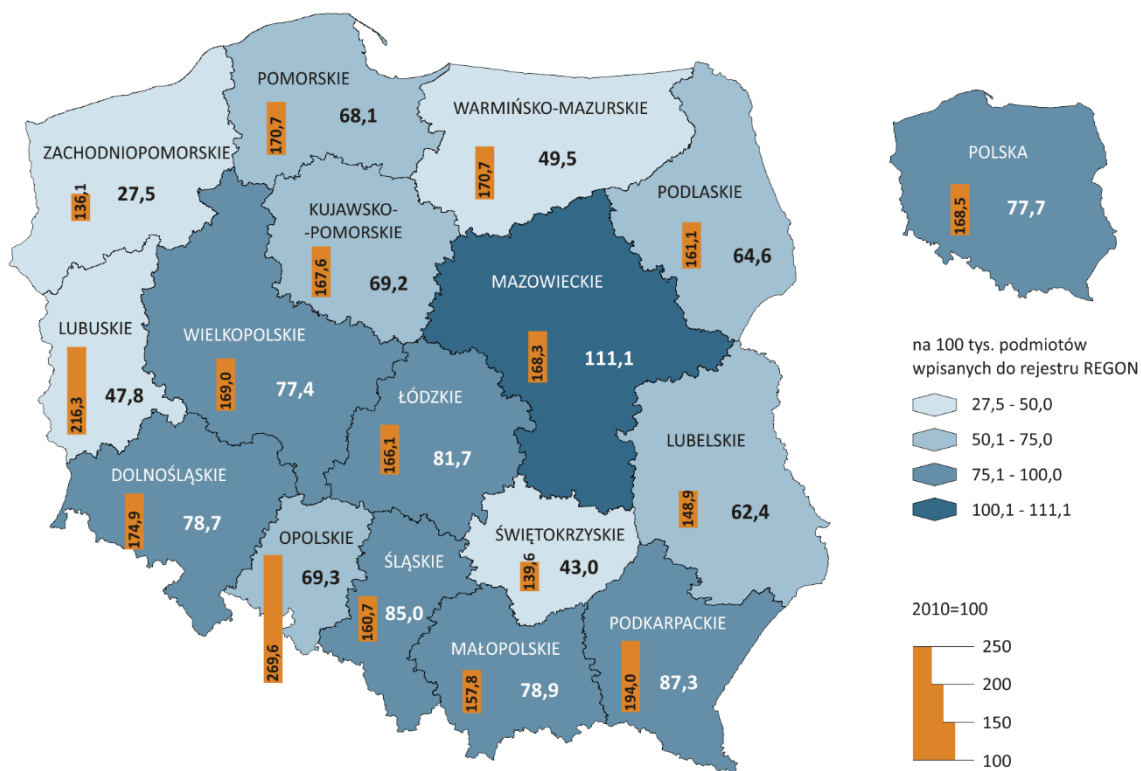 POMORSKIE
170,7
68,1
WARMIŃSKO-MAZURSKIE
170,7
49,5
ZACHODNIOPOMORSKIE
136,1
27,5
KUJAWSKO-
-POMORSKIE
167,6
69,2
PODLASKIE
161,1
64,6
MAZOWIECKIE
168,3
111,1
LUBUSKIE
216,3
47,8
WIELKOPOLSKIE
169,0
77,4
ŁÓDZKIE
166,1
81,7
LUBELSKIE
148,9
62,4
DOLNOŚLĄSKIE
174,9
78,7
OPOLSKIE
269,6
69,3
ŚLĄSKIE
160,7
85,0
ŚWIĘTOKRZYSKIE
139,6
43,0
MAŁOPOLSKIE
157,8
78,9
PODKARPACKIE
194,0
87,3
POLSKA
168,5
77,7
na 100 tys. podmiotów
wpisanych do rejestru REGON
27,5 - 50,0
50,1 - 75,0
75,1 - 100,0
100,1 - 111,1
2010=100
250
200
150
100